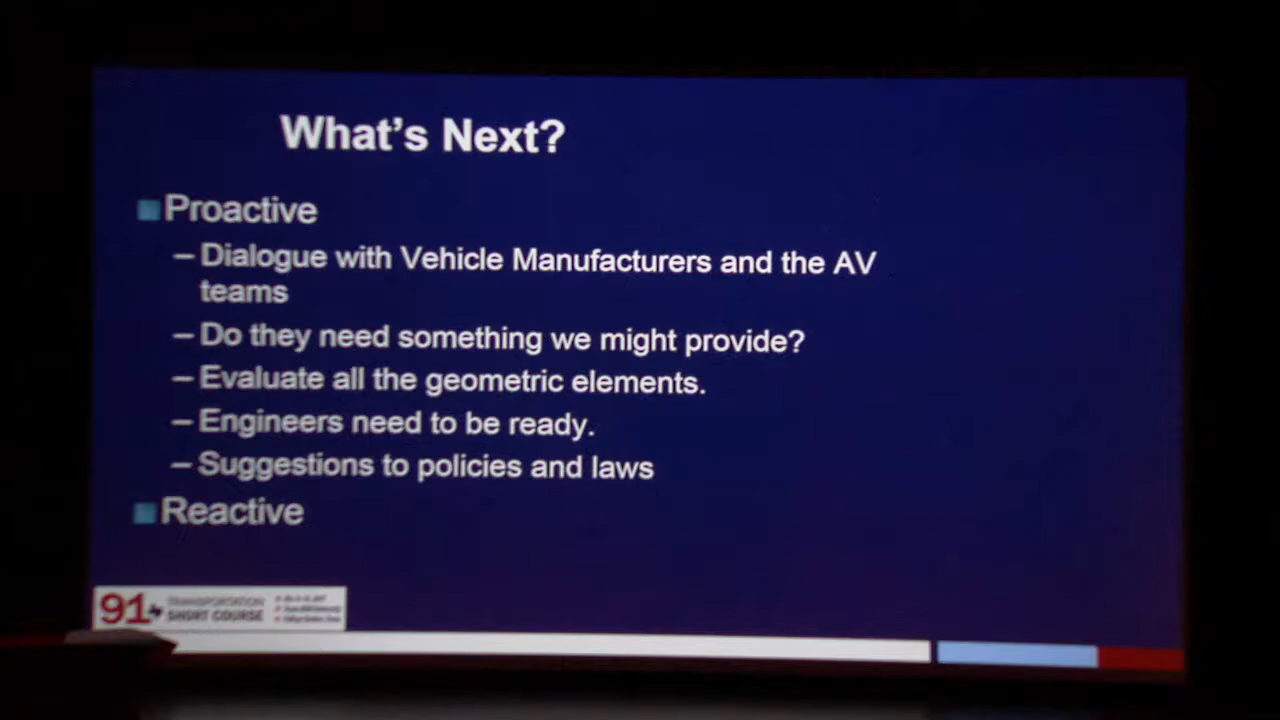 What's Next?
Proactive
– Dialogue with Vehicle Manufacturers and the AV
teams
– Do they need something we might provide?
– Evaluate all the geometric elements.
– Engineers need to be ready.
– Suggestions to policies and laws
Reactive
91
TRANSPORTATION
SHORT COURSE